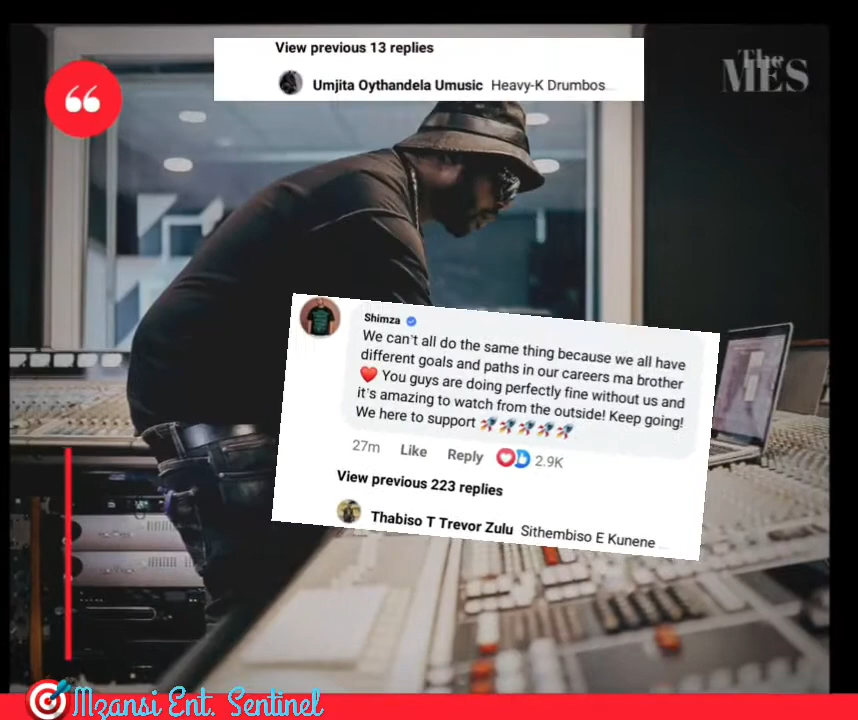 View previous 13 replies
Umjita Oythandela Umusic Heavy-K Drumbos...
The
MES
Shimza
We can't all do the same thing because we all have
different goals and paths in our careers ma brother
❤️ You guys are doing perfectly fine without us and
it's amazing to watch from the outside! Keep going!
We here to support 🚀🚀🚀🚀🚀
27m Like Reply 2.9K
View previous 223 replies
Thabiso T Trevor Zulu Sithembiso E Kunene ...
Mzansi Ent. Sentinel